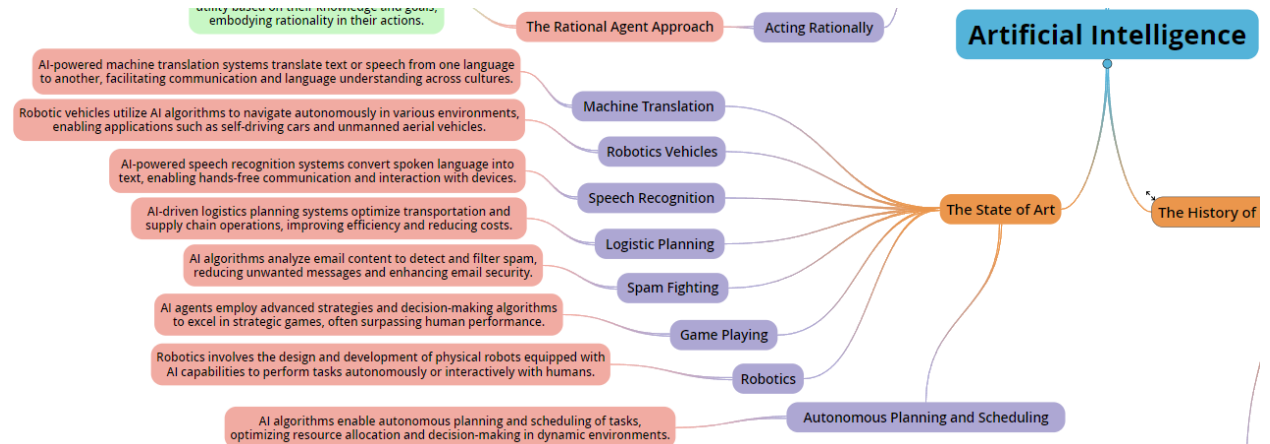 utility based on their knowledge and goals,
embodying rationality in their actions.
The Rational Agent Approach
Acting Rationally
Artificial Intelligence
AI-powered machine translation systems translate text or speech from one language
to another, facilitating communication and language understanding across cultures.
Machine Translation
Robotic vehicles utilize AI algorithms to navigate autonomously in various environments,
enabling applications such as self-driving cars and unmanned aerial vehicles.
Robotics Vehicles
AI-powered speech recognition systems convert spoken language into
text, enabling hands-free communication and interaction with devices.
Speech Recognition
The State of Art
The History of
AI-driven logistics planning systems optimize transportation and
supply chain operations, improving efficiency and reducing costs.
Logistic Planning
AI algorithms analyze email content to detect and filter spam,
reducing unwanted messages and enhancing email security.
Spam Fighting
AI agents employ advanced strategies and decision-making algorithms
to excel in strategic games, often surpassing human performance.
Game Playing
Robotics involves the design and development of physical robots equipped with
AI capabilities to perform tasks autonomously or interactively with humans.
Robotics
AI algorithms enable autonomous planning and scheduling of tasks,
optimizing resource allocation and decision-making in dynamic environments.
Autonomous Planning and Scheduling